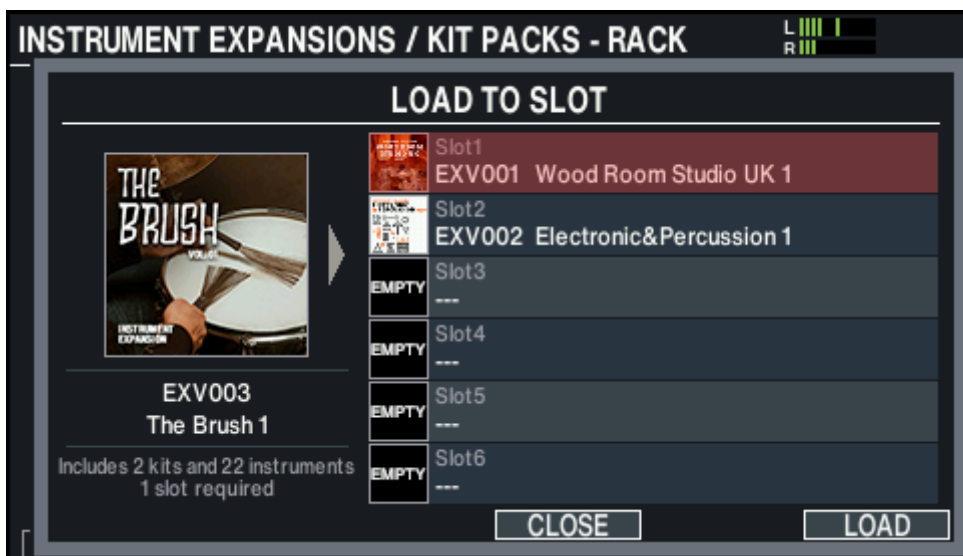 INSTRUMENT EXPANSIONS / KIT PACKS - RACK
L
R
LOAD TO SLOT
THE
BRUSH
VOL.01
INSTRUMENT
EXPANSION
EXV003
The Brush 1
Includes 2 kits and 22 instruments
1 slot required
Slot1
EXV001 Wood Room Studio UK 1
Slot2
EXV002 Electronic&Percussion 1
EMPTY
Slot3
---
EMPTY
Slot4
---
EMPTY
Slot5
---
EMPTY
Slot6
---
CLOSE
LOAD